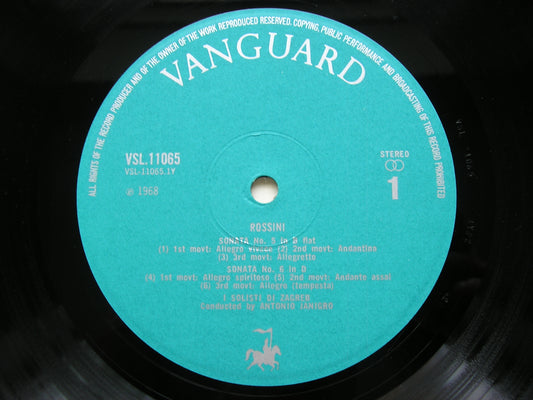 ALL RIGHTS OF THE RECORD PRODUCER AND OF THE OWNER OF THE WORK REPRODUCED RESERVED. COPYING, PUBLIC PERFORMANCE AND BROADCASTING OF THIS RECORD PROHIBITED
VANGUARD
VSL.11065
VSL-11065.1Y
℗ 1968
STEREO
1
ROSSINI
SONATA No. 5 in B flat
(1) 1st movt: Allegro vivace (2) 2nd movt: Andantino
(3) 3rd movt: Allegretto
SONATA No. 6 in D
(4) 1st movt: Allegro spiritoso (5) 2nd movt: Andante assai
(6) 3rd movt: Allegro (Tempesta)
I SOLISTI DI ZAGREB
Conducted by ANTONIO JANIGRO
VSL 11065